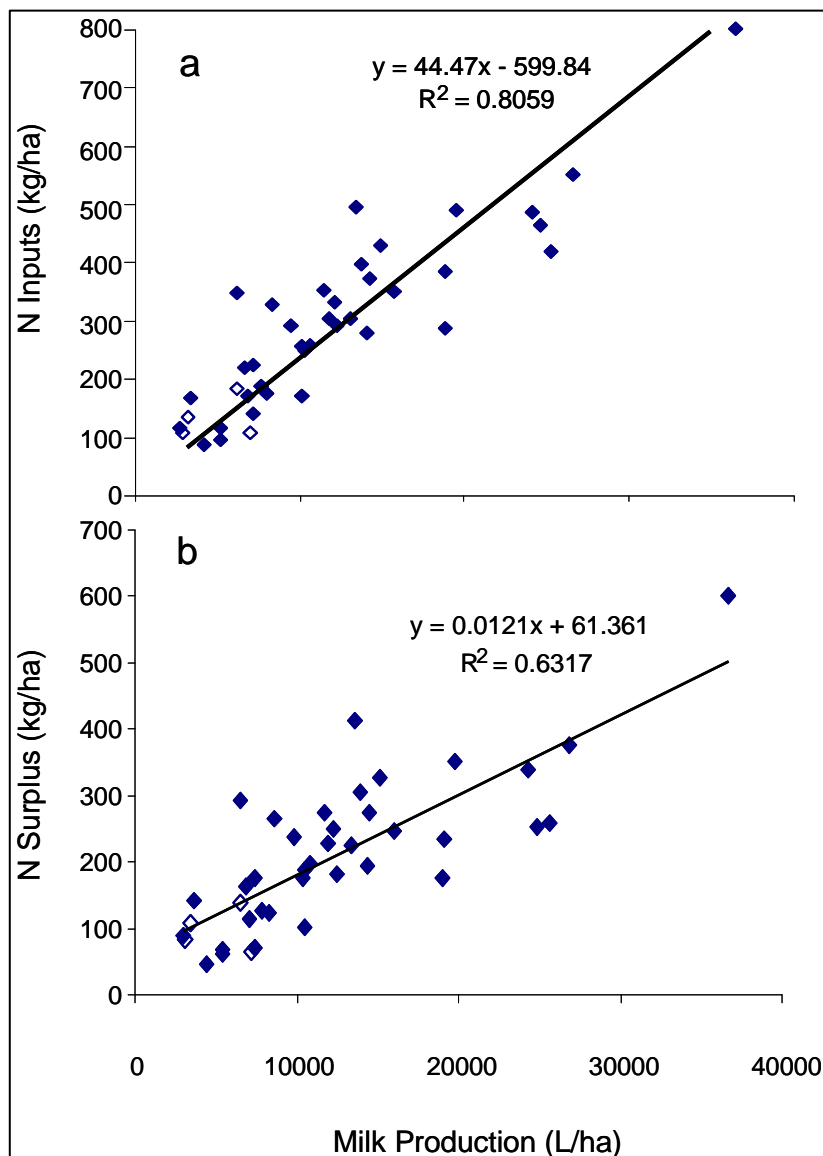 a
y = 44.47x - 599.84
R² = 0.8059
N Inputs (kg/ha)
800
700
600
500
400
300
200
100
0
b
y = 0.0121x + 61.361
R² = 0.6317
N Surplus (kg/ha)
700
600
500
400
300
200
100
0
0 10000 20000 30000 40000
Milk Production (L/ha)